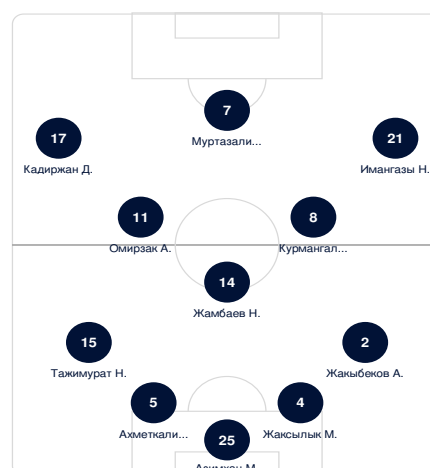 7
Муртазали...
17
Кадиржан Д.
21
Имангазы Н.
11
Омирзак А.
8
Курмангал...
14
Жамбаев Н.
15
Тажимурат Н.
2
Жакыбеков А.
5
Ахметкали...
4
Жаксылык М.
25